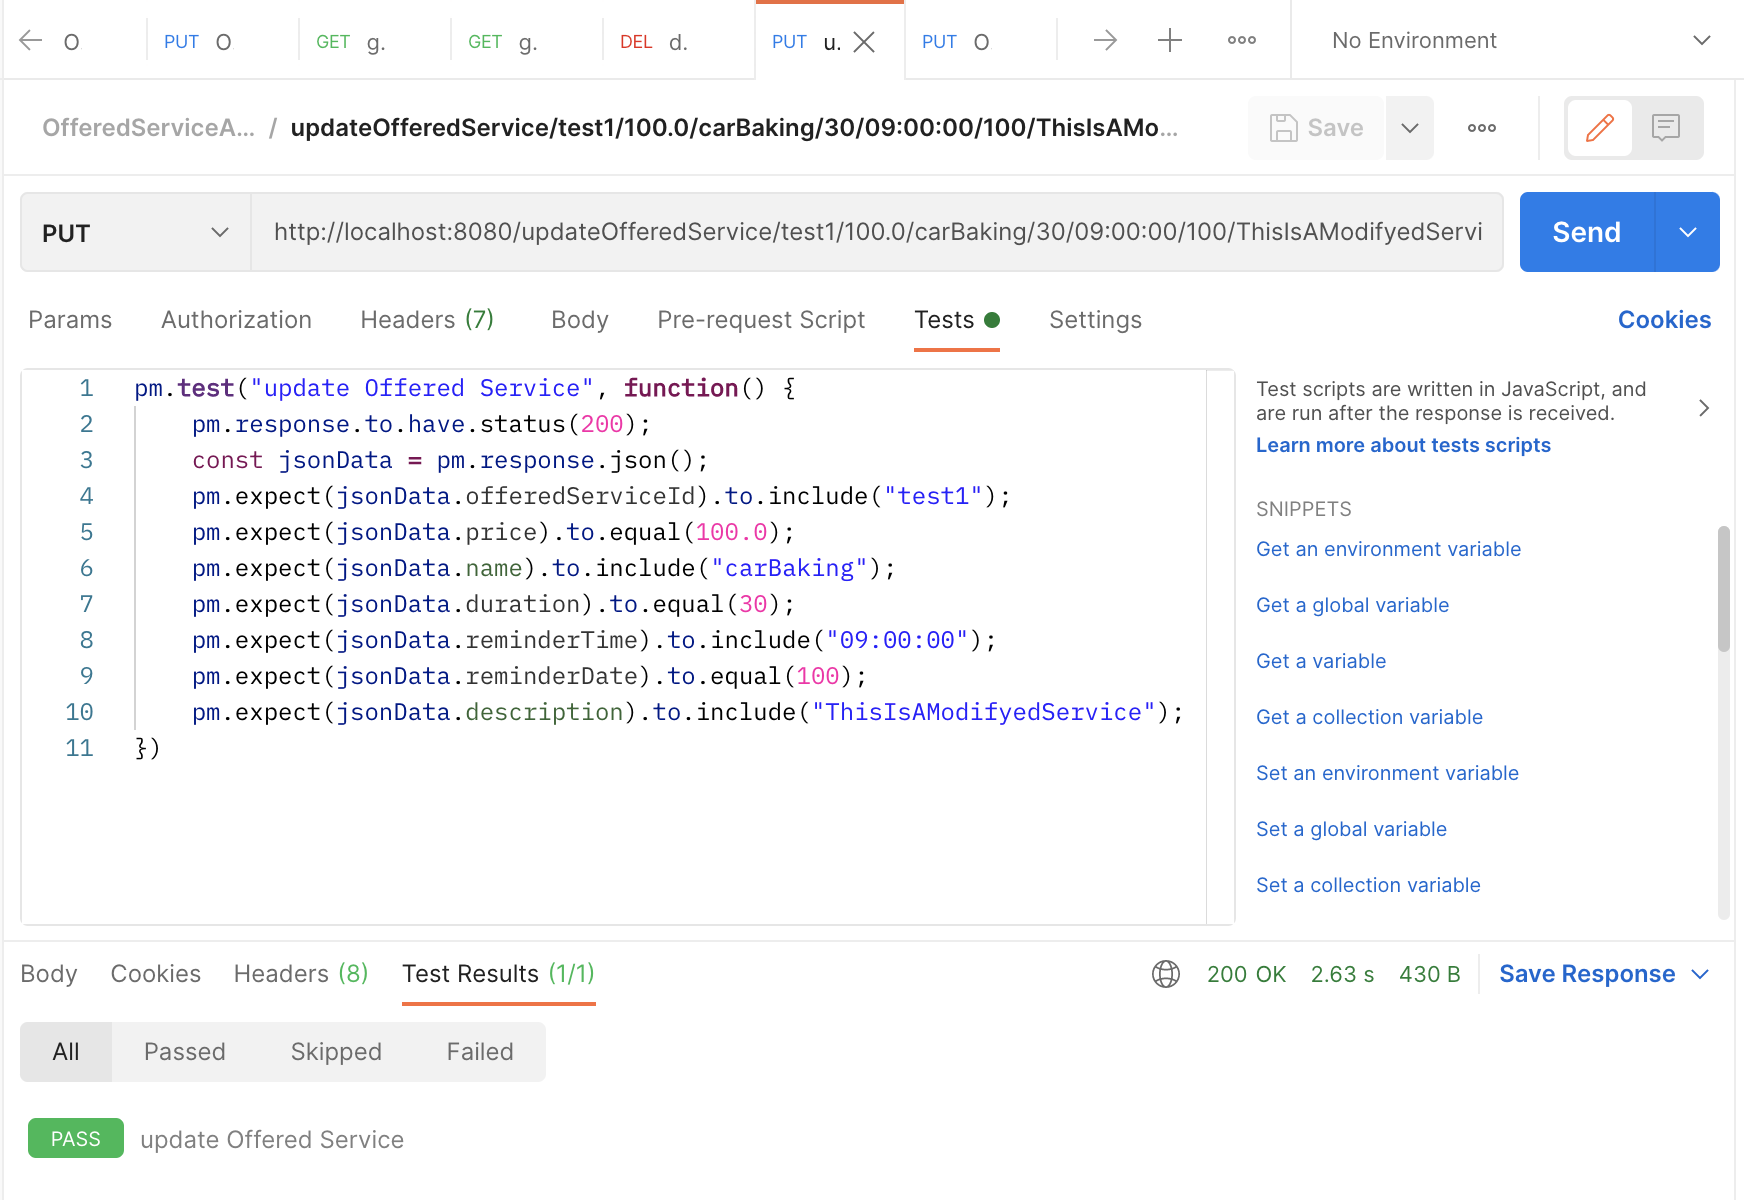 O PUT O GET g. GET g. DEL d. PUT u. PUT O No Environment
OfferedServiceA... / updateOfferedService/test1/100.0/carBaking/30/09:00:00/100/ThisIsAMo... Save
PUT http://localhost:8080/updateOfferedService/test1/100.0/carBaking/30/09:00:00/100/ThisIsAModifyedServi Send
Params Authorization Headers (7) Body Pre-request Script Tests Settings Cookies
1 pm.test("update Offered Service", function() {
2 pm.response.to.have.status(200);
3 const jsonData = pm.response.json();
4 pm.expect(jsonData.offeredServiceId).to.include("test1");
5 pm.expect(jsonData.price).to.equal(100.0);
6 pm.expect(jsonData.name).to.include("carBaking");
7 pm.expect(jsonData.duration).to.equal(30);
8 pm.expect(jsonData.reminderTime).to.include("09:00:00");
9 pm.expect(jsonData.reminderDate).to.equal(100);
10 pm.expect(jsonData.description).to.include("ThisIsAModifyedService");
11 })
Test scripts are written in JavaScript, and
are run after the response is received.
Learn more about tests scripts
SNIPPETS
Get an environment variable
Get a global variable
Get a variable
Get a collection variable
Set an environment variable
Set a global variable
Set a collection variable
Body Cookies Headers (8) Test Results (1/1) 200 OK 2.63 s 430 B Save Response
All Passed Skipped Failed
PASS update Offered Service